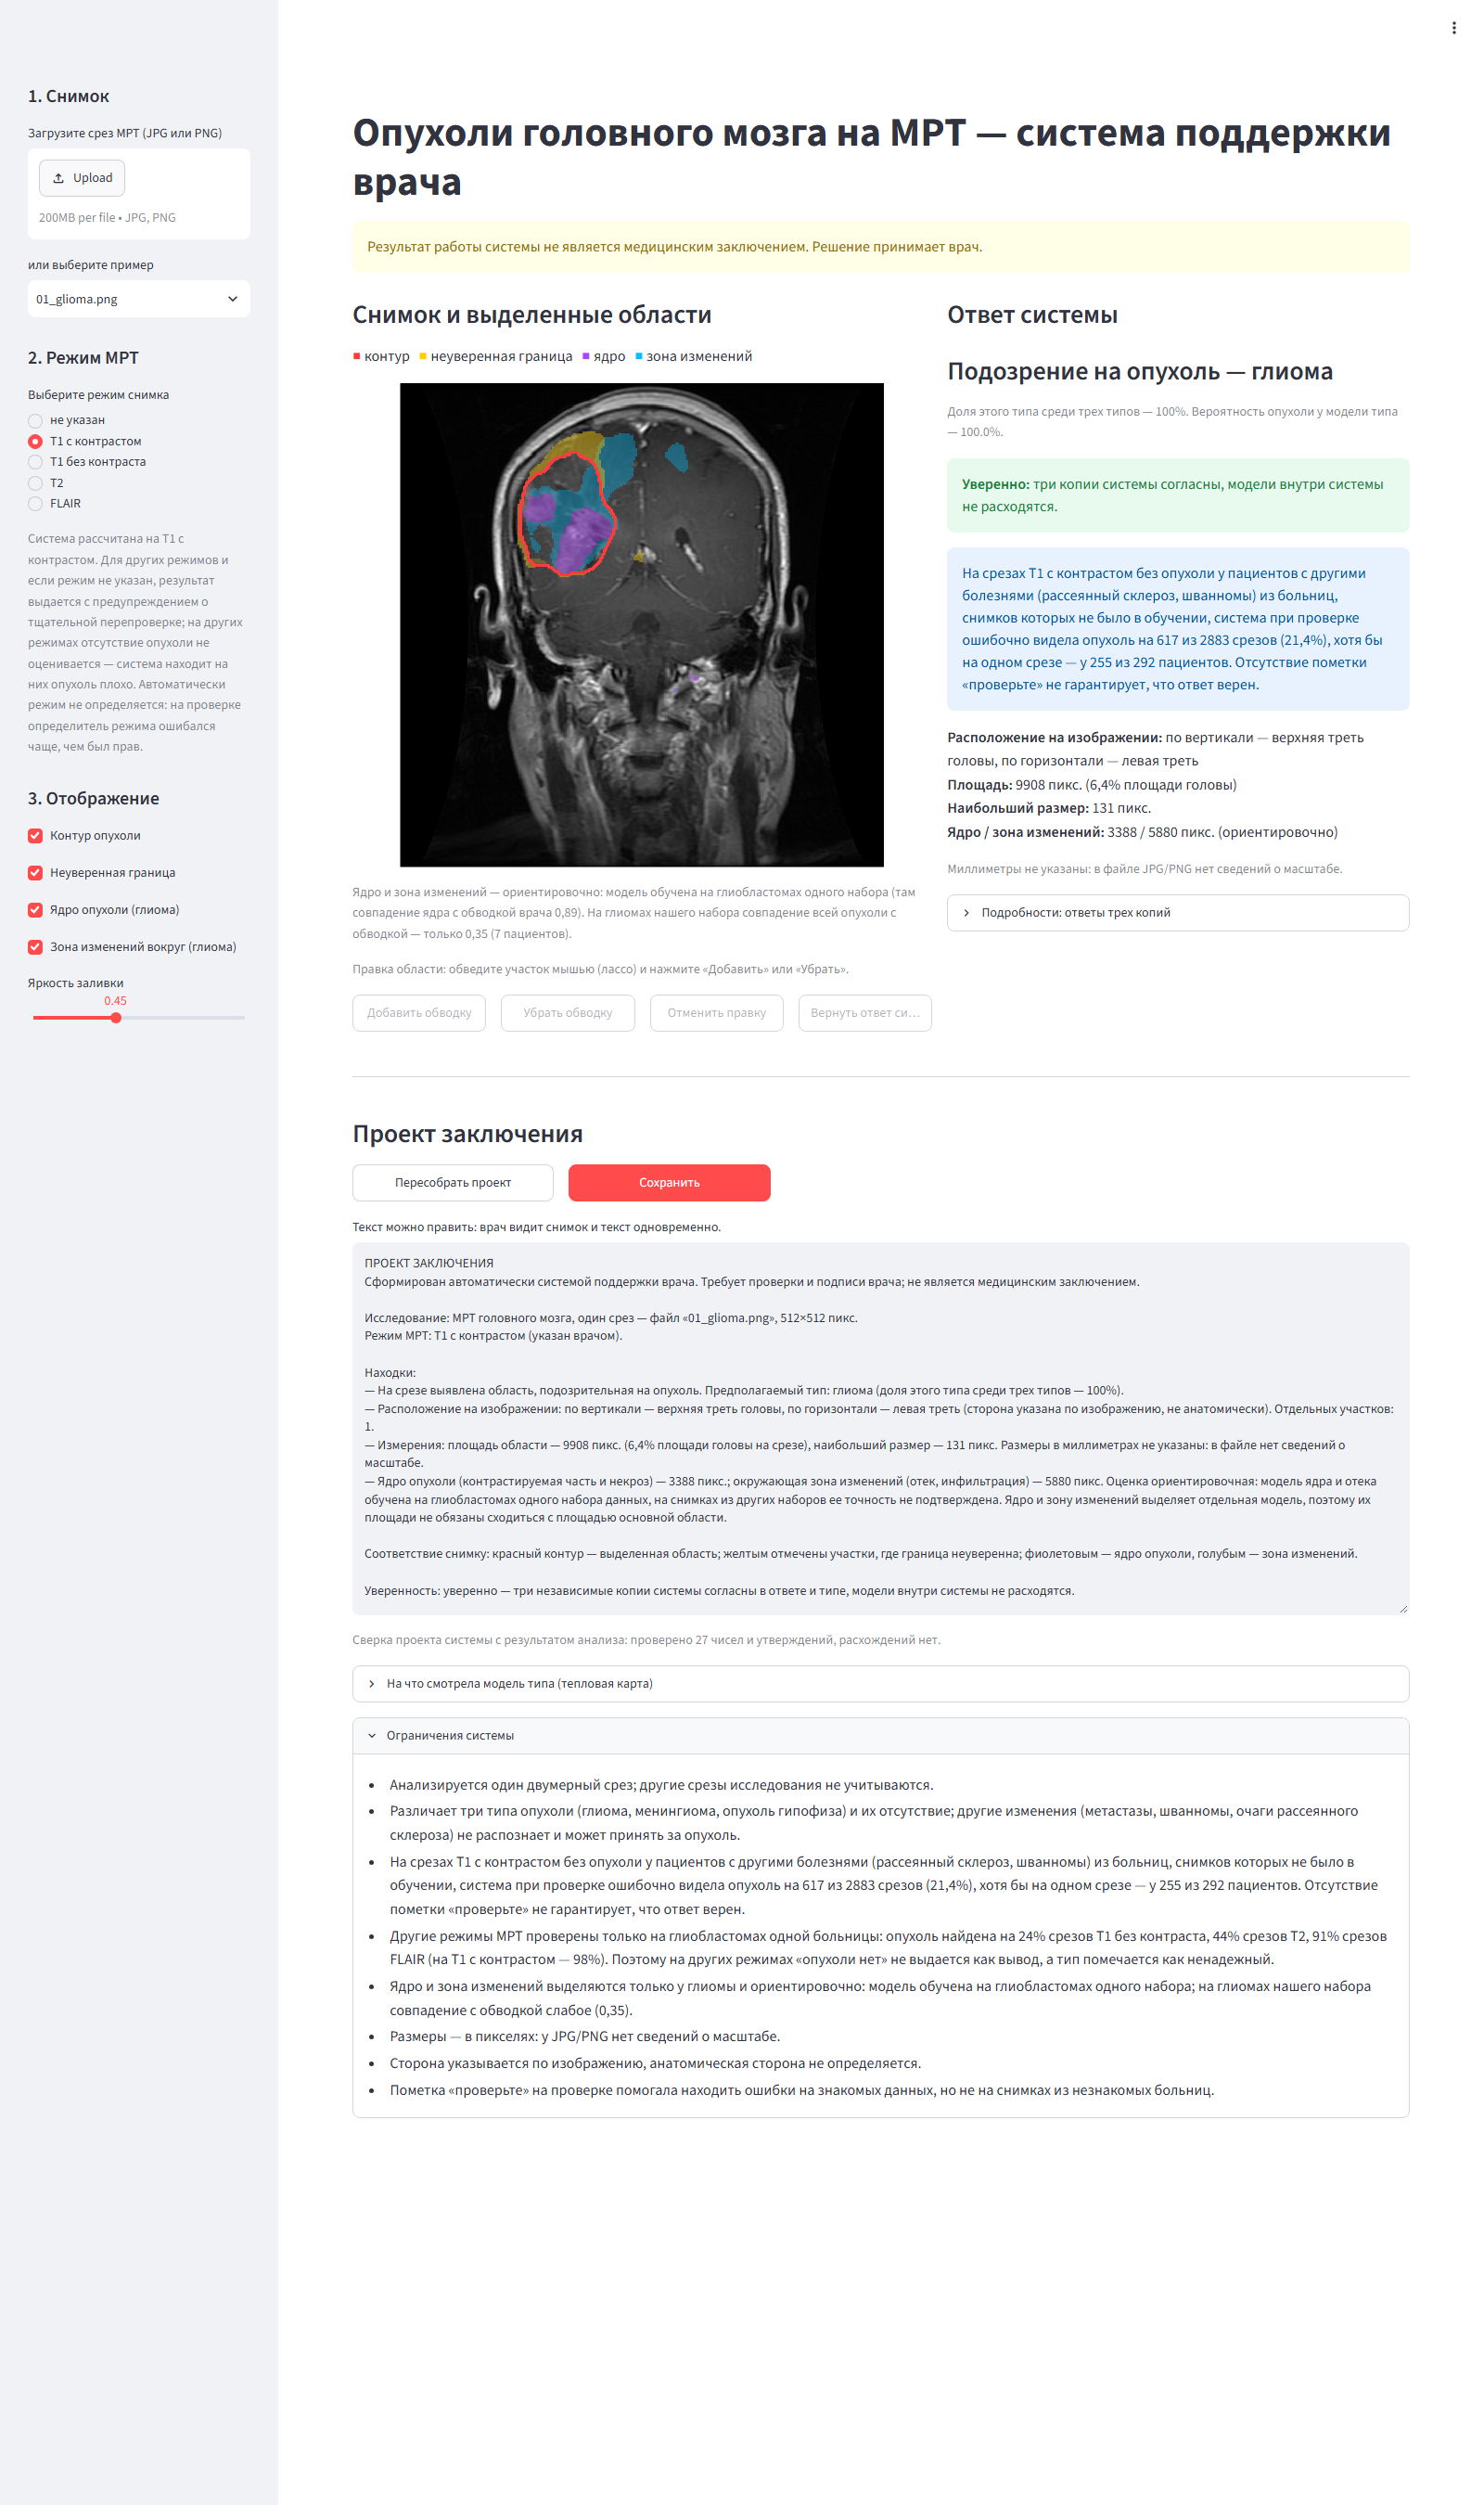 1. Снимок
Загрузите срез МРТ (JPG или PNG)
Upload
200MB per file • JPG, PNG
или выберите пример
01_glioma.png
2. Режим МРТ
Выберите режим снимка
не указан
Т1 с контрастом
Т1 без контраста
Т2
FLAIR
Система рассчитана на Т1 с
контрастом. Для других режимов и
если режим не указан, результат
выдается с предупреждением о
тщательной перепроверке; на других
режимах отсутствие опухоли не
оценивается — система находит на
них опухоль плохо. Автоматически
режим не определяется: на проверке
определитель режима ошибался
чаще, чем был прав.
3. Отображение
Контур опухоли
Неуверенная граница
Ядро опухоли (глиома)
Зона изменений вокруг (глиома)
Яркость заливки
0.45
Опухоли головного мозга на МРТ — система поддержки
врача
Результат работы системы не является медицинским заключением. Решение принимает врач.
Снимок и выделенные области
контур неуверенная граница ядро зона изменений
Ядро и зона изменений — ориентировочно: модель обучена на глиобластомах одного набора (там
совпадение ядра с обводкой врача 0,89). На глиомах нашего набора совпадение всей опухоли с
обводкой — только 0,35 (7 пациентов).
Правка области: обведите участок мышью (лассо) и нажмите «Добавить» или «Убрать».
Добавить обводку
Убрать обводку
Отменить правку
Вернуть ответ си…
Ответ системы
Подозрение на опухоль — глиома
Доля этого типа среди трех типов — 100%. Вероятность опухоли у модели типа
— 100.0%.
Уверенно: три копии системы согласны, модели внутри системы
не расходятся.
На срезах Т1 с контрастом без опухоли у пациентов с другими
болезнями (рассеянный склероз, шванномы) из больниц,
снимков которых не было в обучении, система при проверке
ошибочно видела опухоль на 617 из 2883 срезов (21,4%), хотя бы
на одном срезе — у 255 из 292 пациентов. Отсутствие пометки
«проверьте» не гарантирует, что ответ верен.
Расположение на изображении: по вертикали — верхняя треть
головы, по горизонтали — левая треть
Площадь: 9908 пикс. (6,4% площади головы)
Наибольший размер: 131 пикс.
Ядро / зона изменений: 3388 / 5880 пикс. (ориентировочно)
Миллиметры не указаны: в файле JPG/PNG нет сведений о масштабе.
Подробности: ответы трех копий
Проект заключения
Пересобрать проект
Сохранить
Текст можно править: врач видит снимок и текст одновременно.
ПРОЕКТ ЗАКЛЮЧЕНИЯ
Сформирован автоматически системой поддержки врача. Требует проверки и подписи врача; не является медицинским заключением.
Исследование: МРТ головного мозга, один срез — файл «01_glioma.png», 512×512 пикс.
Режим МРТ: Т1 с контрастом (указан врачом).
Находки:
— На срезе выявлена область, подозрительная на опухоль. Предполагаемый тип: глиома (доля этого типа среди трех типов — 100%).
— Расположение на изображении: по вертикали — верхняя треть головы, по горизонтали — левая треть (сторона указана по изображению, не анатомически). Отдельных участков:
1.
— Измерения: площадь области — 9908 пикс. (6,4% площади головы на срезе), наибольший размер — 131 пикс. Размеры в миллиметрах не указаны: в файле нет сведений о
масштабе.
— Ядро опухоли (контрастируемая часть и некроз) — 3388 пикс.; окружающая зона изменений (отек, инфильтрация) — 5880 пикс. Оценка ориентировочная: модель ядра и отека
обучена на глиобластомах одного набора данных, на снимках из других наборов ее точность не подтверждена. Ядро и зону изменений выделяет отдельная модель, поэтому их
площади не обязаны сходиться с площадью основной области.
Соответствие снимку: красный контур — выделенная область; желтым отмечены участки, где граница неуверенна; фиолетовым — ядро опухоли, голубым — зона изменений.
Уверенность: уверенно — три независимые копии системы согласны в ответе и типе, модели внутри системы не расходятся.
Сверка проекта системы с результатом анализа: проверено 27 чисел и утверждений, расхождений нет.
На что смотрела модель типа (тепловая карта)
Ограничения системы
• Анализируется один двумерный срез; другие срезы исследования не учитываются.
• Различает три типа опухоли (глиома, менингиома, опухоль гипофиза) и их отсутствие; другие изменения (метастазы, шванномы, очаги рассеянного
склероза) не распознает и может принять за опухоль.
• На срезах Т1 с контрастом без опухоли у пациентов с другими болезнями (рассеянный склероз, шванномы) из больниц, снимков которых не было в
обучении, система при проверке ошибочно видела опухоль на 617 из 2883 срезов (21,4%), хотя бы на одном срезе — у 255 из 292 пациентов. Отсутствие
пометки «проверьте» не гарантирует, что ответ верен.
• Другие режимы МРТ проверены только на глиобластомах одной больницы: опухоль найдена на 24% срезов Т1 без контраста, 44% срезов Т2, 91% срезов
FLAIR (на Т1 с контрастом — 98%). Поэтому на других режимах «опухоли нет» не выдается как вывод, а тип помечается как ненадежный.
• Ядро и зона изменений выделяются только у глиомы и ориентировочно: модель обучена на глиобластомах одного набора; на глиомах нашего набора
совпадение с обводкой слабое (0,35).
• Размеры — в пикселях: у JPG/PNG нет сведений о масштабе.
• Сторона указывается по изображению, анатомическая сторона не определяется.
• Пометка «проверьте» на проверке помогала находить ошибки на знакомых данных, но не на снимках из незнакомых больниц.